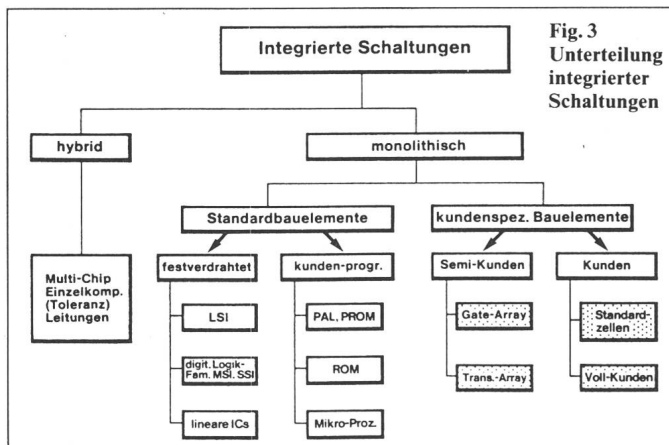 Integrierte Schaltungen
Fig. 3
Unterteilung
integrierter
Schaltungen
hybrid
monolithisch
Standardbauelemente
kundenspez. Bauelemente
Multi-Chip
Einzelkomp.
(Toleranz)
Leitungen
festverdrahtet
kunden-progr.
Semi-Kunden
Kunden
LSI
PAL, PROM
Gate-Array
Standard-
zellen
digit. Logik-
Fam. MSI, SSI
ROM
Trans.-Array
Voll-Kunden
lineare ICs
Mikro-Proz.